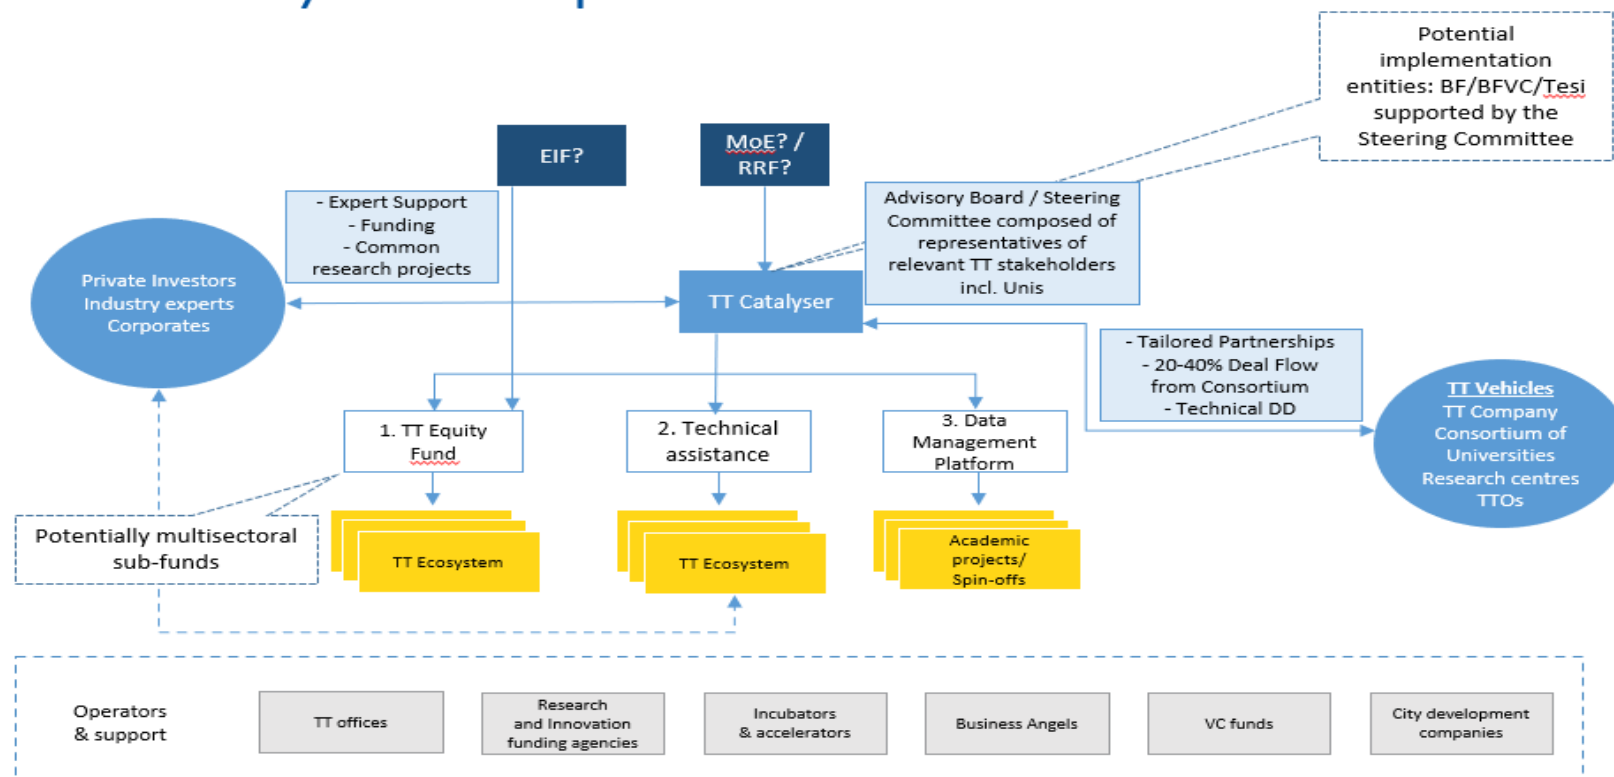 Potential
implementation
entities: BF/BFVC/Tesi
supported by the
Steering Committee
EIF?
MoE? /
RRF?
- Expert Support
- Funding
- Common
research projects
Advisory Board / Steering
Committee composed of
representatives of
relevant TT stakeholders
incl. Unis
Private Investors
Industry experts
Corporates
TT Catalyser
- Tailored Partnerships
- 20-40% Deal Flow
from Consortium
- Technical DD
TT Vehicles
TT Company
Consortium of
Universities
Research centres
TTOs
1. TT Equity
Fund
2. Technical
assistance
3. Data
Management
Platform
Potentially multisectoral
sub-funds
TT Ecosystem
TT Ecosystem
Academic
projects/
Spin-offs
Operators
& support
TT offices
Research
and Innovation
funding agencies
Incubators
& accelerators
Business Angels
VC funds
City development
companies